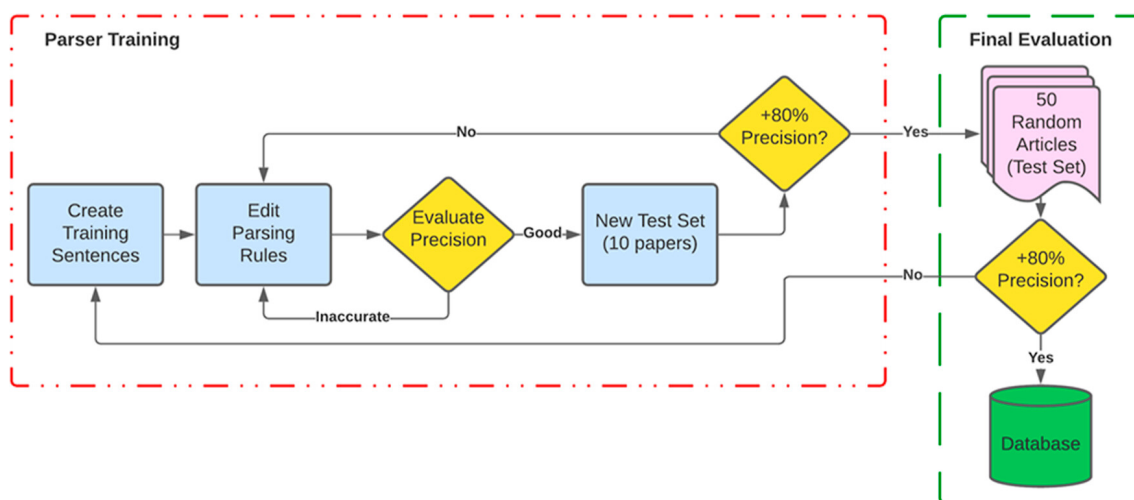 Parser Training
Final Evaluation
50
Random
Articles
(Test Set)
+80%
Precision?
No
Yes
Create
Training
Sentences
Edit
Parsing
Rules
Evaluate
Precision
Good
New Test Set
(10 papers)
+80%
Precision?
No
Inaccurate
Yes
Database